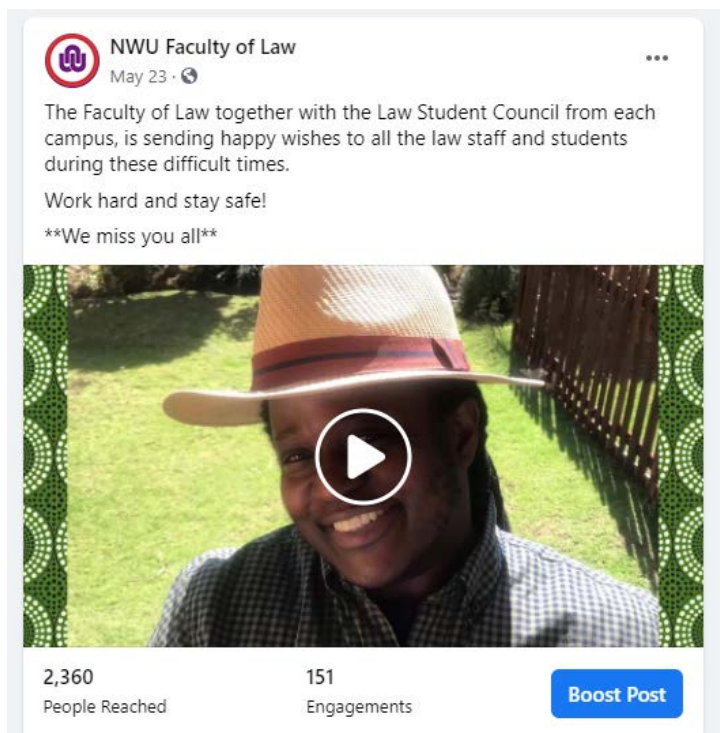 NWU Faculty of Law
May 23 ·
The Faculty of Law together with the Law Student Council from each
campus, is sending happy wishes to all the law staff and students
during these difficult times.
Work hard and stay safe!
**We miss you all**
2,360
People Reached
151
Engagements
Boost Post